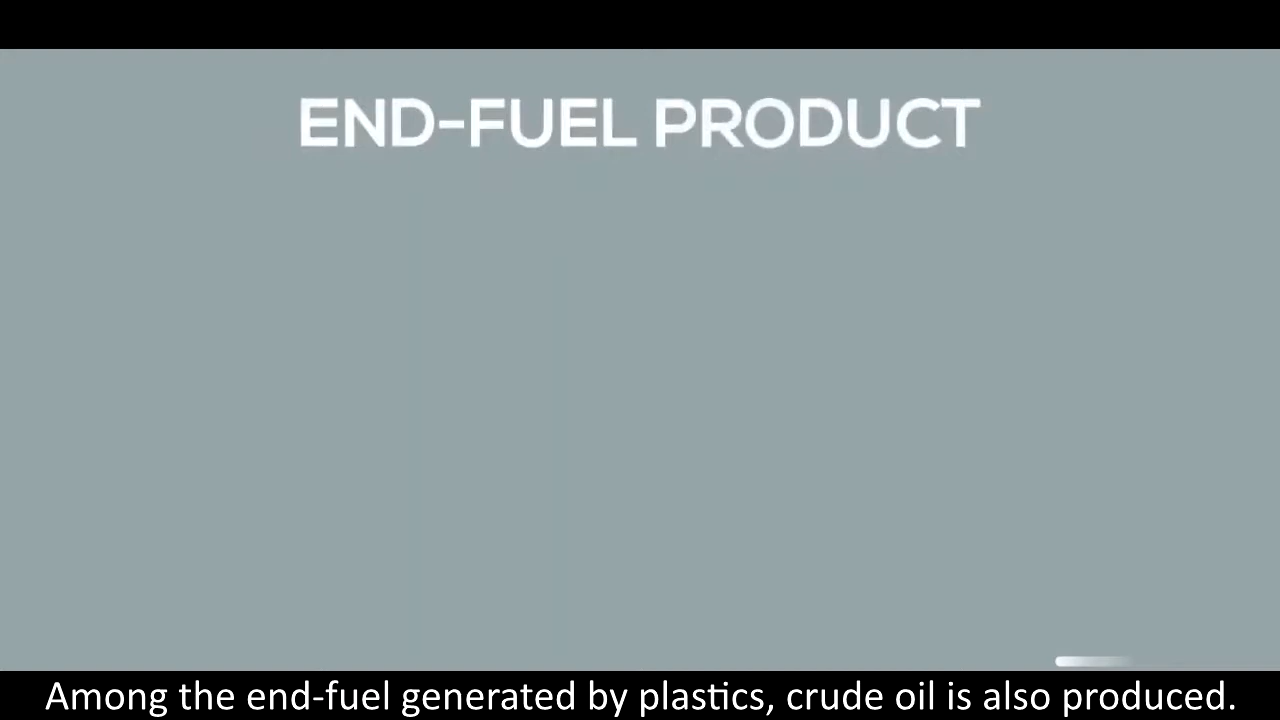 END-FUEL PRODUCT
Among the end-fuel generated by plastics, crude oil is also produced.